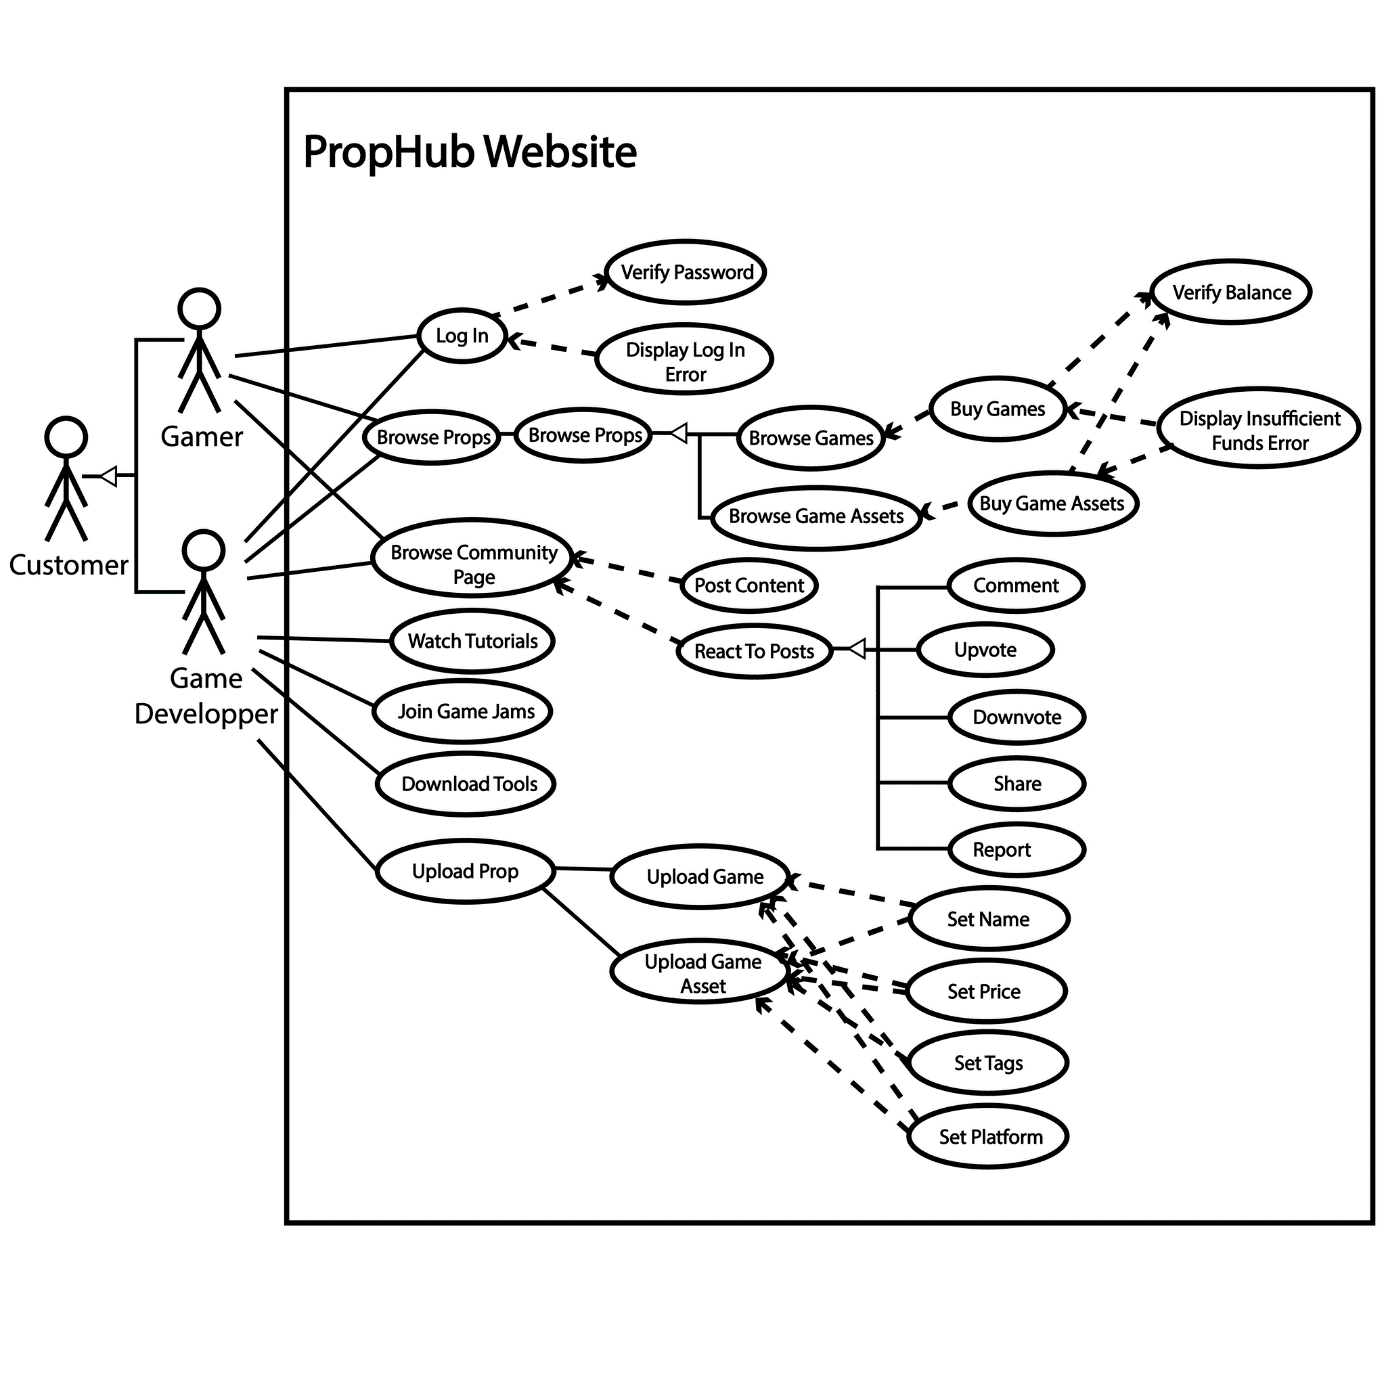 PropHub Website
Verify Password
Verify Balance
Log In
Display Log In
Error
Gamer
Browse Props
Browse Props
Browse Games
Buy Games
Display Insufficient
Funds Error
Browse Game Assets
Buy Game Assets
Customer
Browse Community
Page
Post Content
Comment
Watch Tutorials
React To Posts
Upvote
Game
Developper
Join Game Jams
Downvote
Download Tools
Share
Report
Upload Prop
Upload Game
Set Name
Upload Game
Asset
Set Price
Set Tags
Set Platform